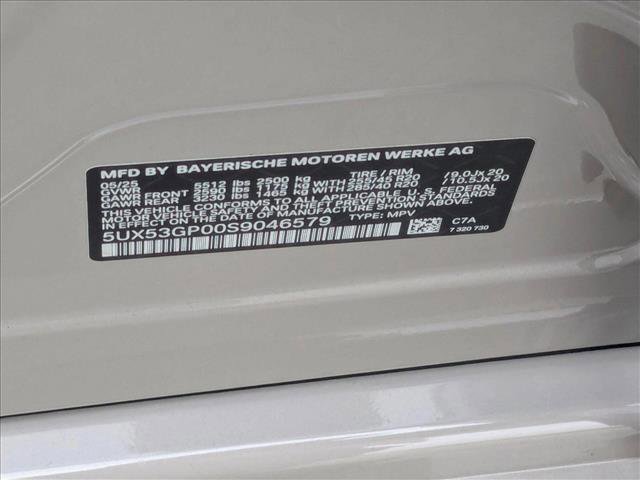 MFD BY BAYERISCHE MOTOREN WERKE AG
05/25 TIRE / RIM
GVWR 5512 lbs 2500 kg
GAWR FRONT 2590 lbs 1175 kg WITH 255/45 R20 /9.0Jx20
GAWR REAR 3230 lbs 1465 kg WITH 285/40 R20 /10.5Jx20
THIS VEHICLE CONFORMS TO ALL APPLICABLE U.S. FEDERAL
MOTOR VEHICLE SAFETY AND THEFT PREVENTION STANDARDS
IN EFFECT ON THE DATE OF MANUFACTURE SHOWN ABOVE.
5UX53GP00S9046579 TYPE: MPV
C7A
7 320 730